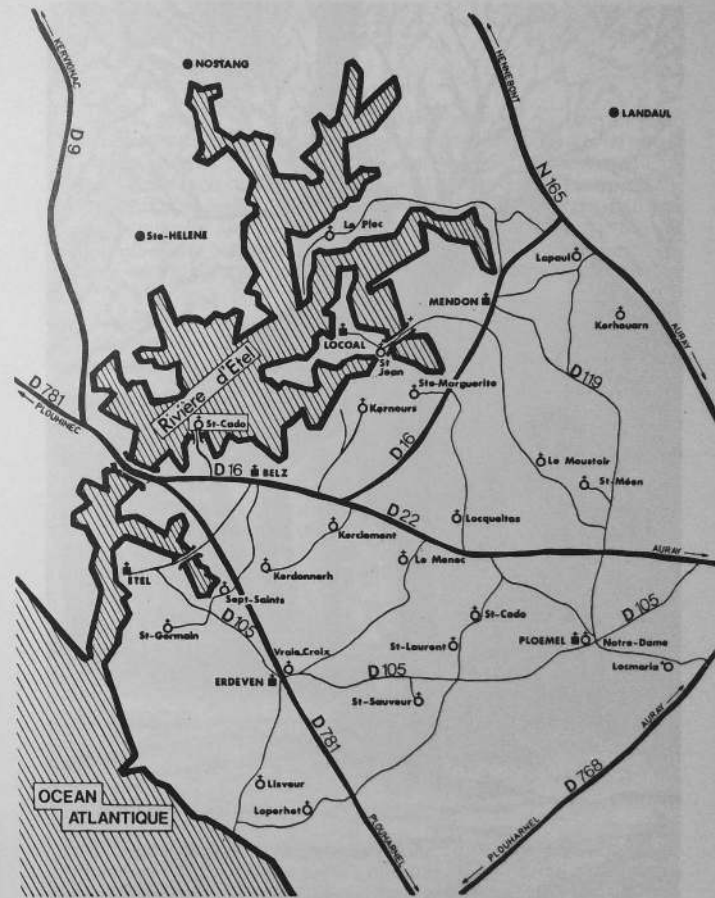 KERVIGNAC
NOSTANG
HENNEBONT
LANDAUL
D 9
N 165
Ste-HELENE
Le Plec
Lapaul
MENDON
Kerhouarn
AURAY
LOCOAL
St Jean
D 119
Rivière d'Etel
Ste-Marguerite
D 781
PLOUHINEC
St-Cado
Kerneurs
D 16
D 16
BELZ
Le Moustoir
St-Méen
Kerclement
D 22
Locqueltas
AURAY
ETEL
Kerdonnerh
Le Menec
Sept-Saints
St-Germain
D 105
St-Cado
D 105
PLOEMEL
Notre-Dame
St-Laurent
Vraie-Croix
Locmaria
ERDEVEN
D 105
St-Sauveur
AURAY
D 781
D 768
OCEAN
ATLANTIQUE
Lisveur
Loperhet
PLOUHARNEL
PLOUHARNEL